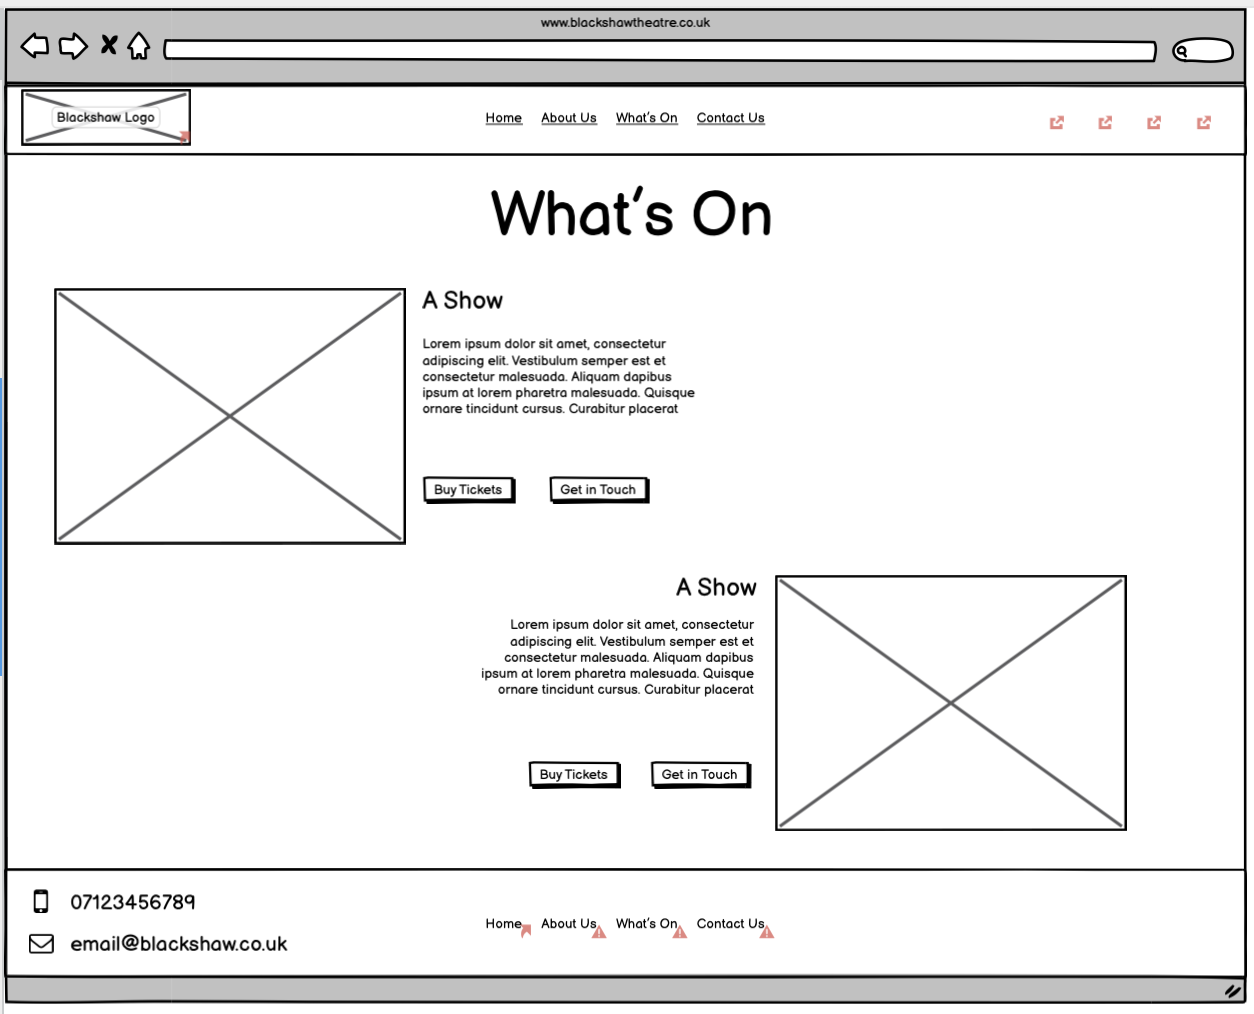 www.blackshawtheatre.co.uk
Blackshaw Logo
Home About Us What's On Contact Us
What's On
A Show
Lorem ipsum dolor sit amet, consectetur
adipiscing elit. Vestibulum semper est et
consectetur malesuada. Aliquam dapibus
ipsum at lorem pharetra malesuada. Quisque
ornare tincidunt cursus. Curabitur placerat
Buy Tickets Get in Touch
A Show
Lorem ipsum dolor sit amet, consectetur
adipiscing elit. Vestibulum semper est et
consectetur malesuada. Aliquam dapibus
ipsum at lorem pharetra malesuada. Quisque
ornare tincidunt cursus. Curabitur placerat
Buy Tickets Get in Touch
07123456789
email@blackshaw.co.uk
Home About Us What's On Contact Us